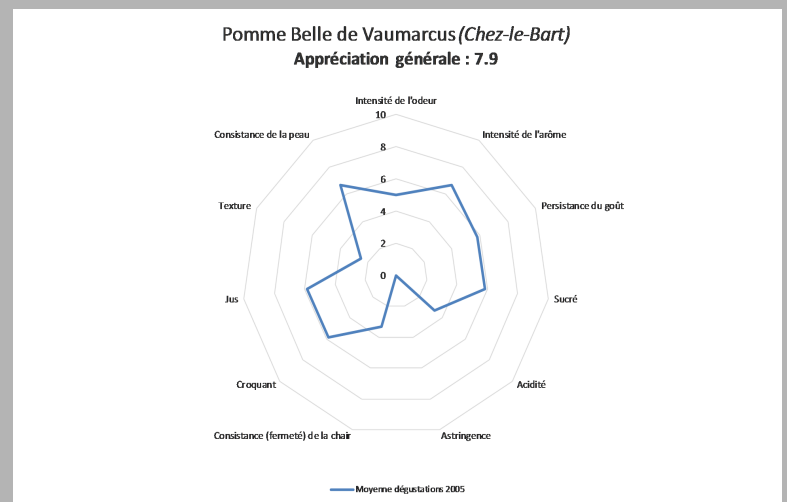 Pomme Belle de Vaumarcus (Chez-le-Bart)
Appréciation générale : 7.9
Intensité de l'odeur
10
Consistance de la peau
Intensité de l'arôme
8
6
Texture
Persistance du goût
4
2
0
Jus
Sucré
Croquant
Acidité
Consistance (fermeté) de la chair
Astringence
Moyenne dégustations 2005